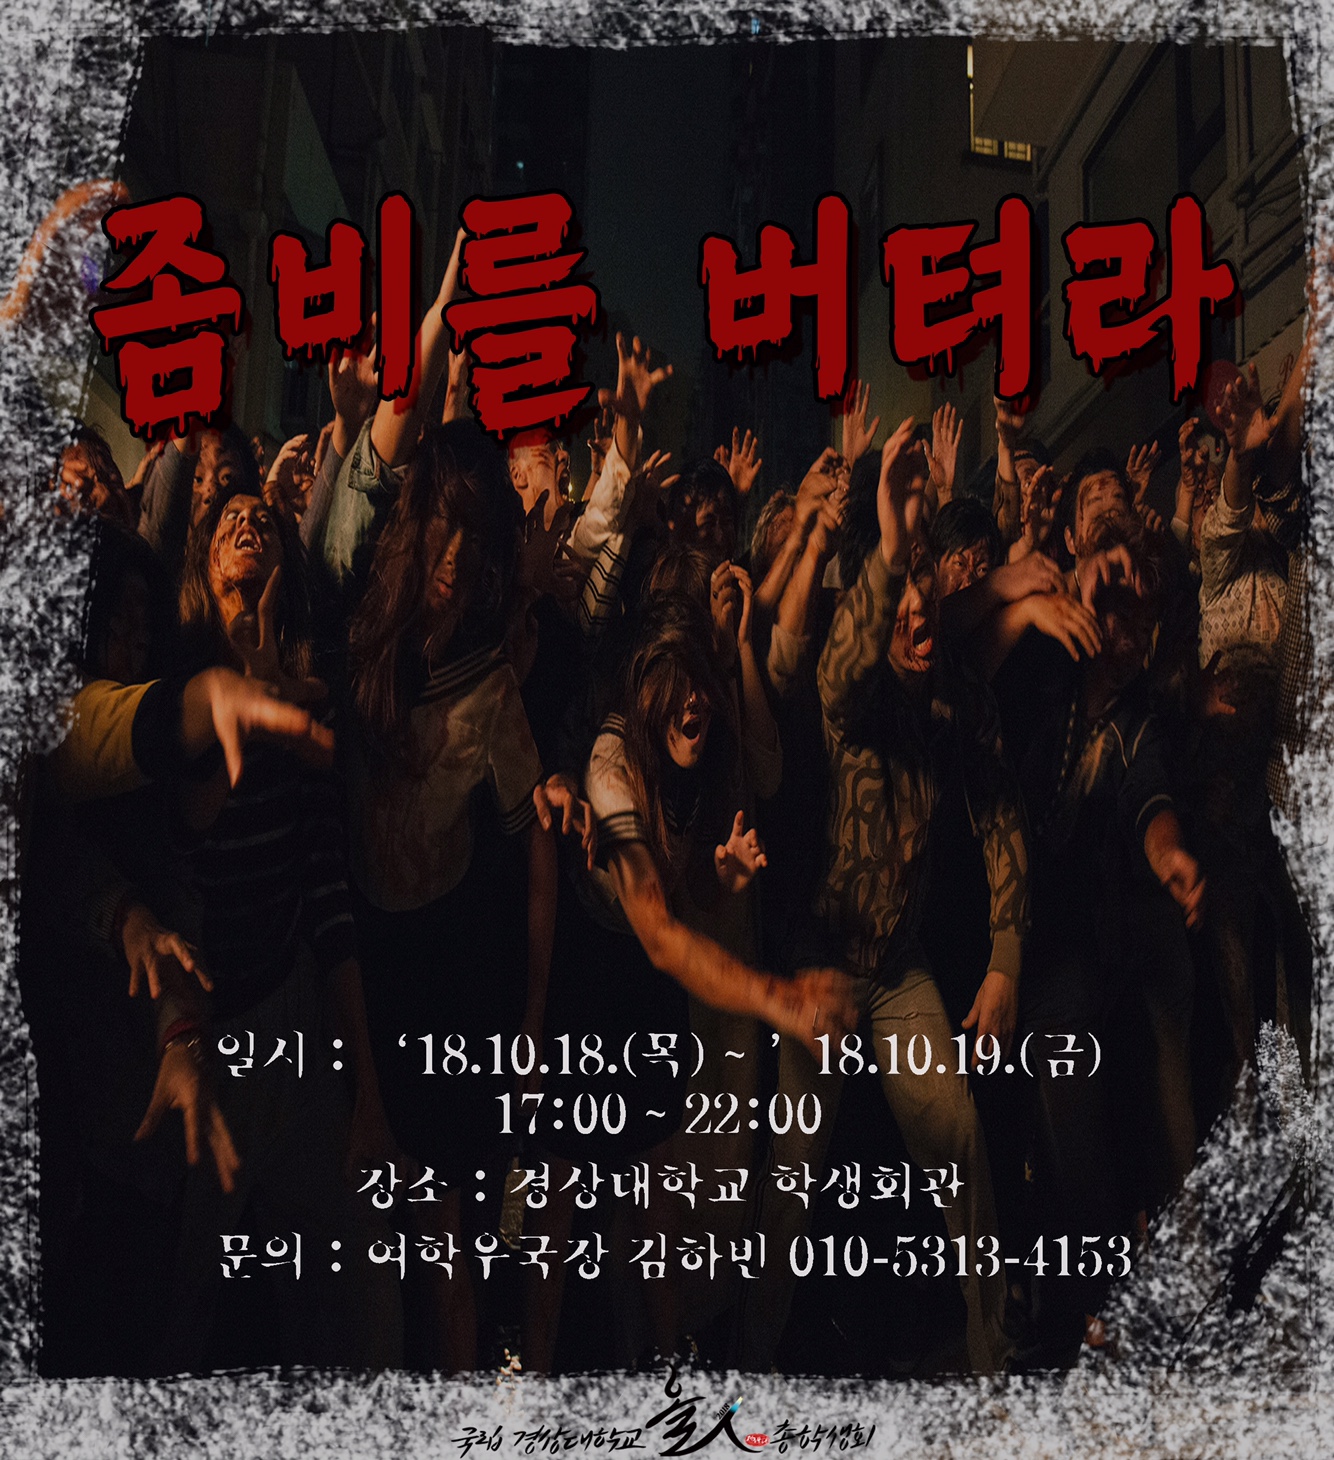 좀비를 버텨라
일시 : ‘18.10.18.(목) ~ ’ 18.10.19.(금)
17:00 ~ 22:00
장소 : 경상대학교 학생회관
문의 : 여학우국장 김하빈 010-5313-4153
국립 경상대학교 울人 총학생회